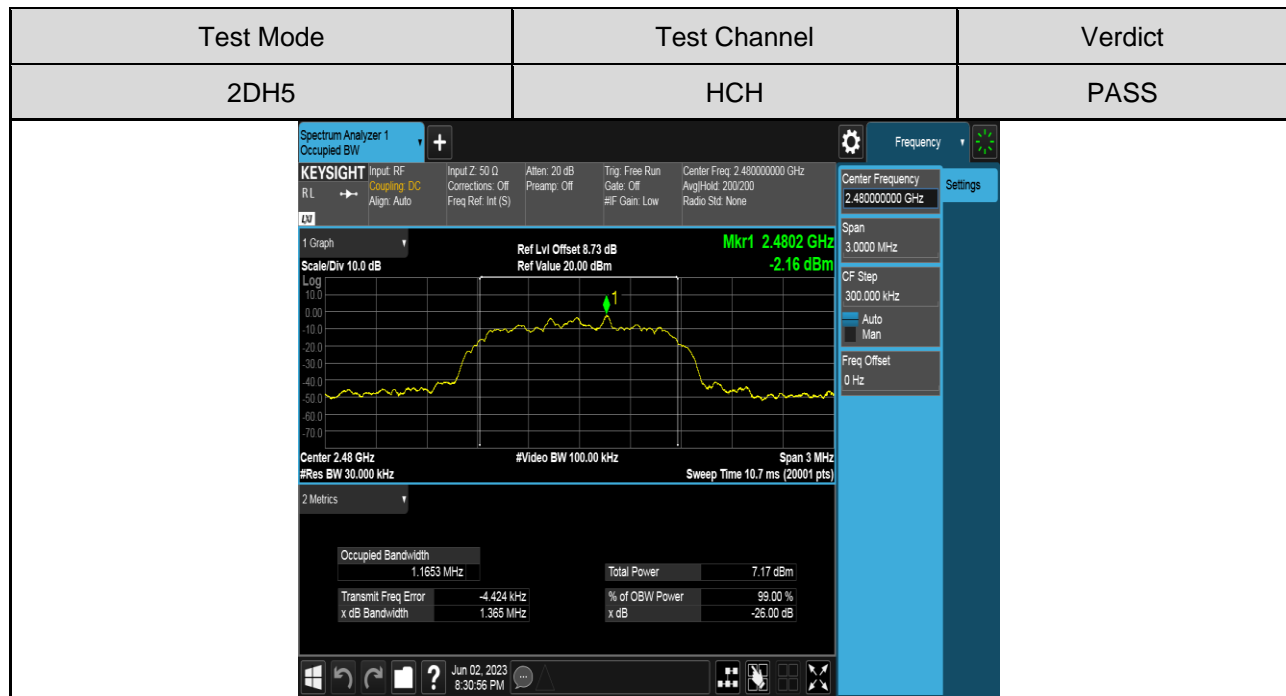 Test Mode Test Channel Verdict
2DH5 HCH PASS
Spectrum Analyzer 1
Occupied BW
+
Frequency
KEYSIGHT Input: RF Input Z: 50 Ω Atten: 20 dB Trig: Free Run Center Freq: 2.480000000 GHz
RL Coupling: DC Corrections: Off Preamp: Off Gate: Off Avg|Hold: 200/200
Align: Auto Freq Ref: Int (S) #IF Gain: Low Radio Std: None
LXI
Center Frequency
2.480000000 GHz
Settings
Span
3.0000 MHz
CF Step
300.000 kHz
Auto
Man
Freq Offset
0 Hz
1 Graph Ref Lvl Offset 8.73 dB Mkr1 2.4802 GHz
Scale/Div 10.0 dB Ref Value 20.00 dBm -2.16 dBm
Log
10.0
1
0.00
-10.0
-20.0
-30.0
-40.0
-50.0
-60.0
-70.0
Center 2.48 GHz #Video BW 100.00 kHz Span 3 MHz
#Res BW 30.000 kHz Sweep Time 10.7 ms (20001 pts)
2 Metrics
Occupied Bandwidth
1.1653 MHz Total Power 7.17 dBm
Transmit Freq Error -4.424 kHz % of OBW Power 99.00 %
x dB Bandwidth 1.365 MHz x dB -26.00 dB
? Jun 02, 2023
8:30:56 PM